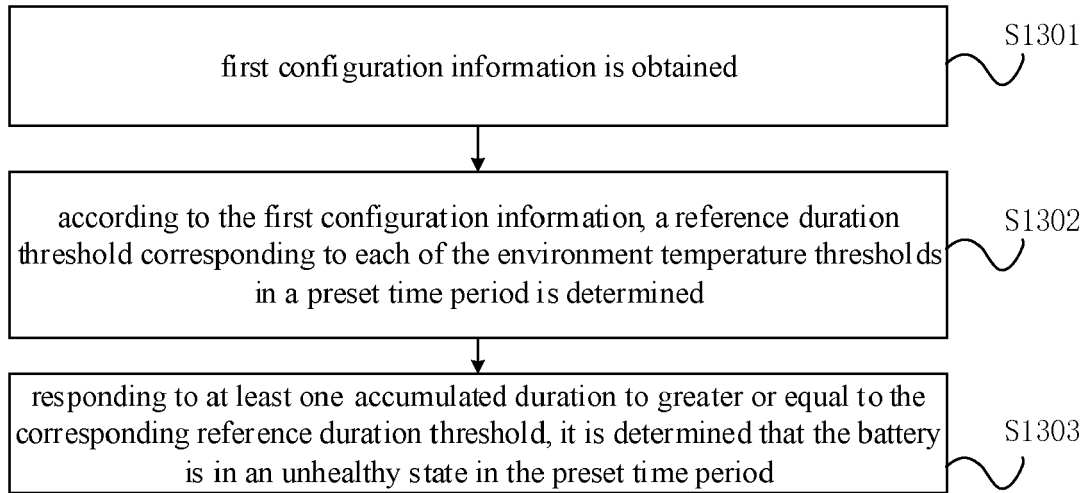 first configuration information is obtained
S1301
according to the first configuration information, a reference duration
threshold corresponding to each of the environment temperature thresholds
in a preset time period is determined
S1302
responding to at least one accumulated duration to greater or equal to the
corresponding reference duration threshold, it is determined that the battery
is in an unhealthy state in the preset time period
S1303